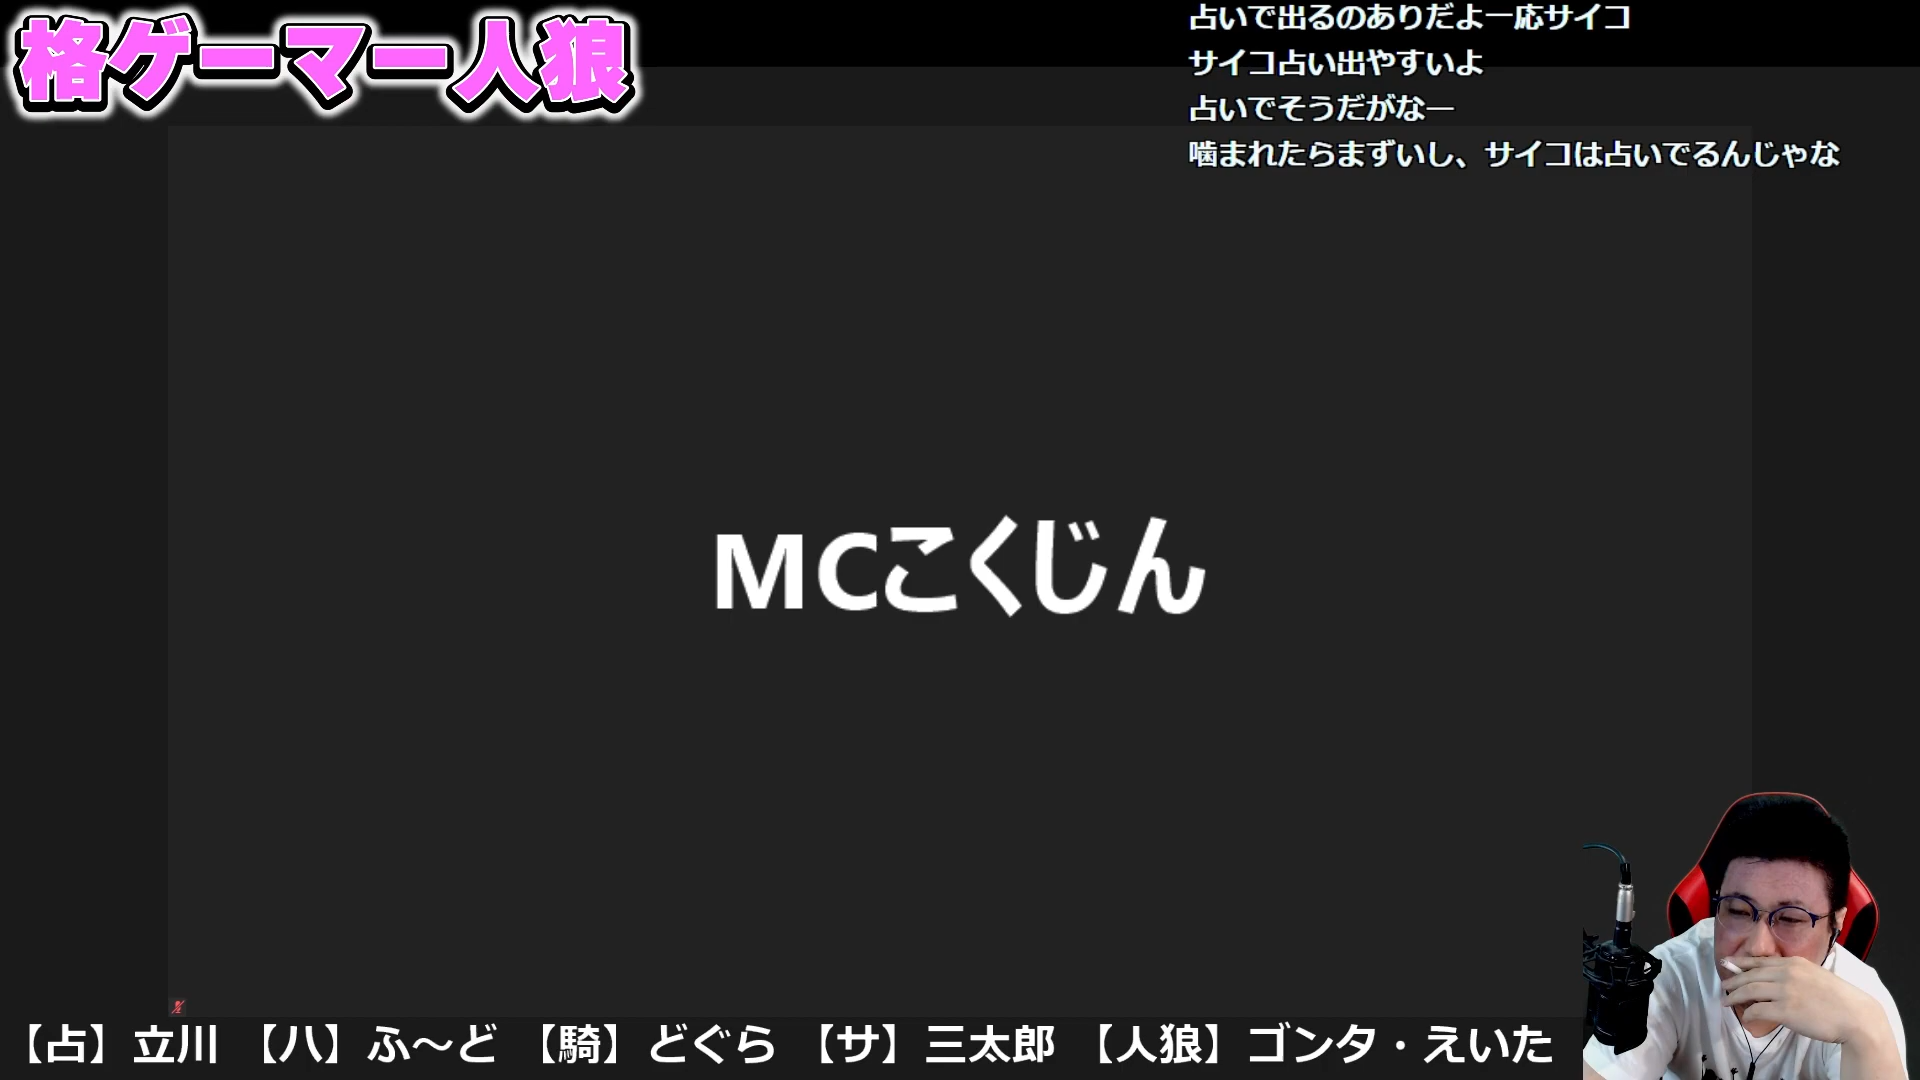 格ゲーマー人狼
占いで出るのありだよ一応サイコ
サイコ占い出やすいよ
占いでそうだがなー
噛まれたらまずいし、サイコは占いでるんじゃな
MCこくじん
【占】立川 【ハ】ふ～ど 【騎】どぐら 【サ】三太郎 【人狼】ゴンタ・えいた